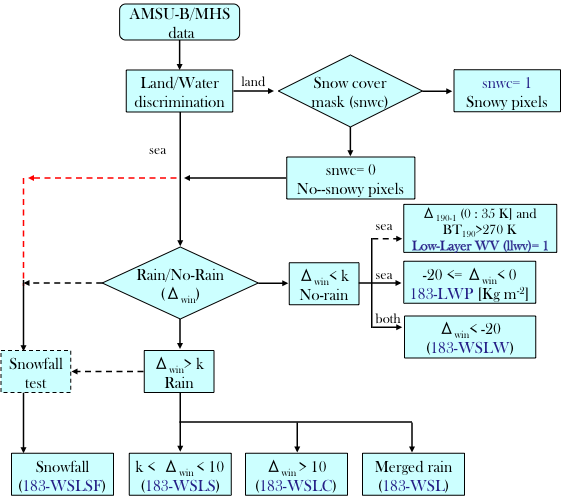 AMSU-B/MHS
data
Land/Water
discrimination
land
Snow cover
mask (snwc)
snwc= 1
Snowy pixels
sea
snwc= 0
No--snowy pixels
Δ190-1 (0 : 35 K] and
BT190>270 K
Low-Layer WV (llwv)= 1
sea
Rain/No-Rain
(Δwin)
Δwin< k
No-rain
sea
-20 <= Δwin< 0
183-LWP [Kg m-2]
both
Δwin< -20
(183-WSLW)
Snowfall
test
Δwin> k
Rain
Snowfall
(183-WSLSF)
k < Δwin < 10
(183-WSLS)
Δwin > 10
(183-WSLC)
Merged rain
(183-WSL)